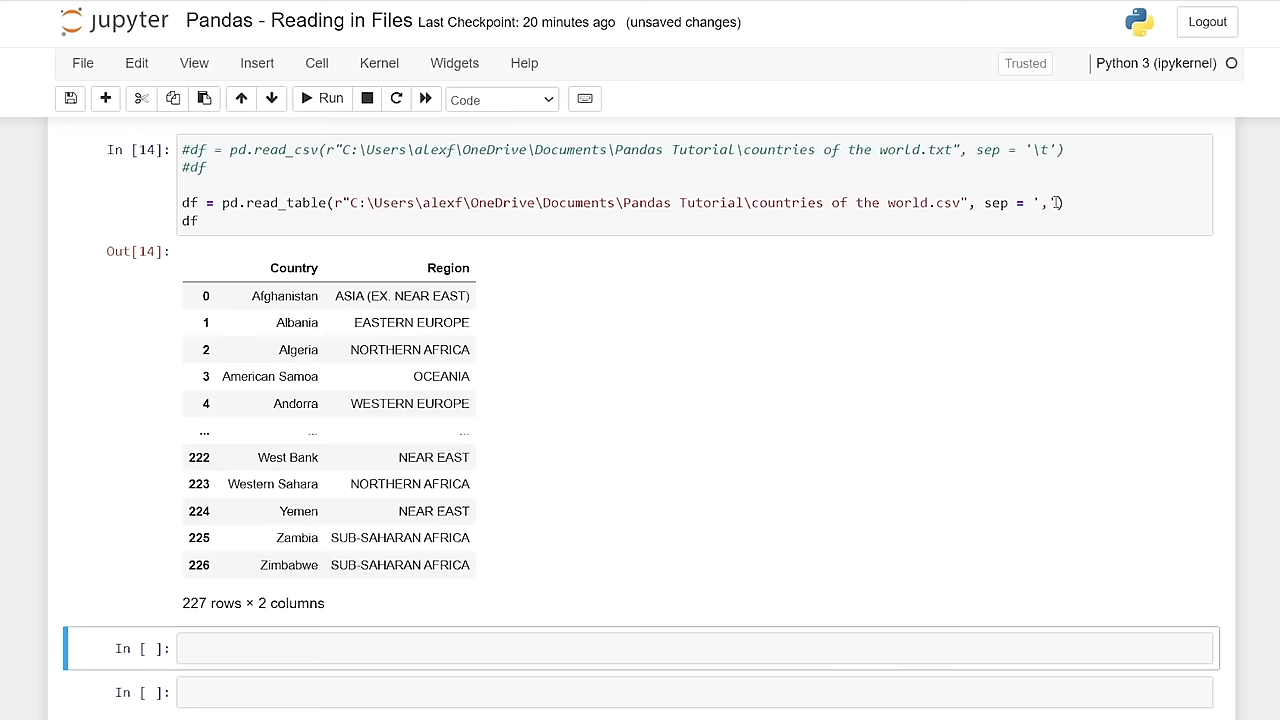 jupyter Pandas - Reading in Files Last Checkpoint: 20 minutes ago (unsaved changes) Logout
File Edit View Insert Cell Kernel Widgets Help Trusted Python 3 (ipykernel)
Run Code
In [14]: #df = pd.read_csv(r"C:\Users\alexf\OneDrive\Documents\Pandas Tutorial\countries of the world.txt", sep = '\t')
#df
df = pd.read_table(r"C:\Users\alexf\OneDrive\Documents\Pandas Tutorial\countries of the world.csv", sep = ',')
df
Out[14]:
Country Region
0 Afghanistan ASIA (EX. NEAR EAST)
1 Albania EASTERN EUROPE
2 Algeria NORTHERN AFRICA
3 American Samoa OCEANIA
4 Andorra WESTERN EUROPE
... ... ...
222 West Bank NEAR EAST
223 Western Sahara NORTHERN AFRICA
224 Yemen NEAR EAST
225 Zambia SUB-SAHARAN AFRICA
226 Zimbabwe SUB-SAHARAN AFRICA
227 rows × 2 columns
In [ ]:
In [ ]: